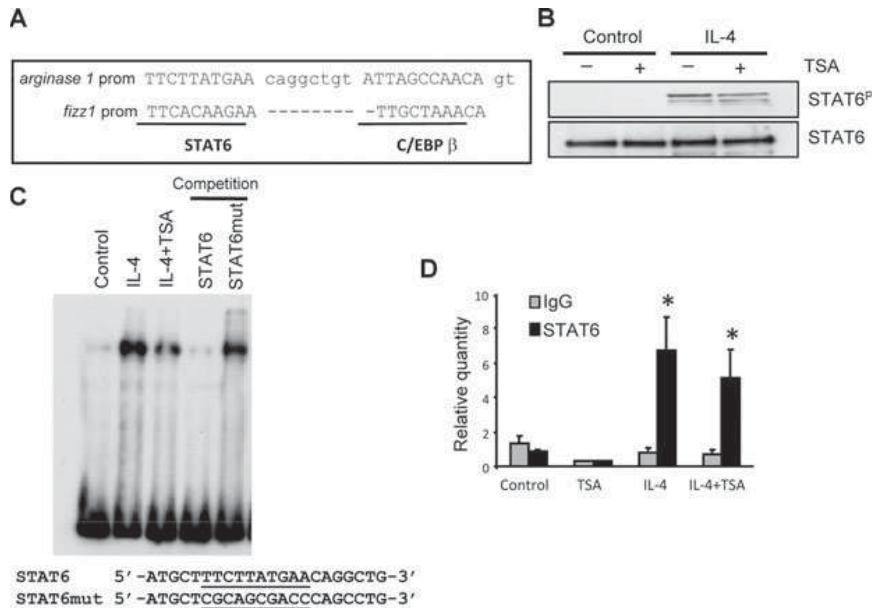 A
arginase 1 prom TTCTTATGAA caggctgt ATTAGCCAACA gt
fizz1 prom TTCACAAGAA --------- -TTGCTAAACA
STAT6 C/EBP β
B
Control IL-4
− + − + TSA
STAT6P
STAT6
C
Competition
Control IL-4 IL-4+TSA STAT6 STAT6mut
STAT6 5′-ATGCTTTCTTATGAACAGGCTG-3′
STAT6mut 5′-ATGCTCGCAGCGACCCAGCCTG-3′
D
Relative quantity
10
8
6
4
2
0
IgG
STAT6
*
*
Control TSA IL-4 IL-4+TSA